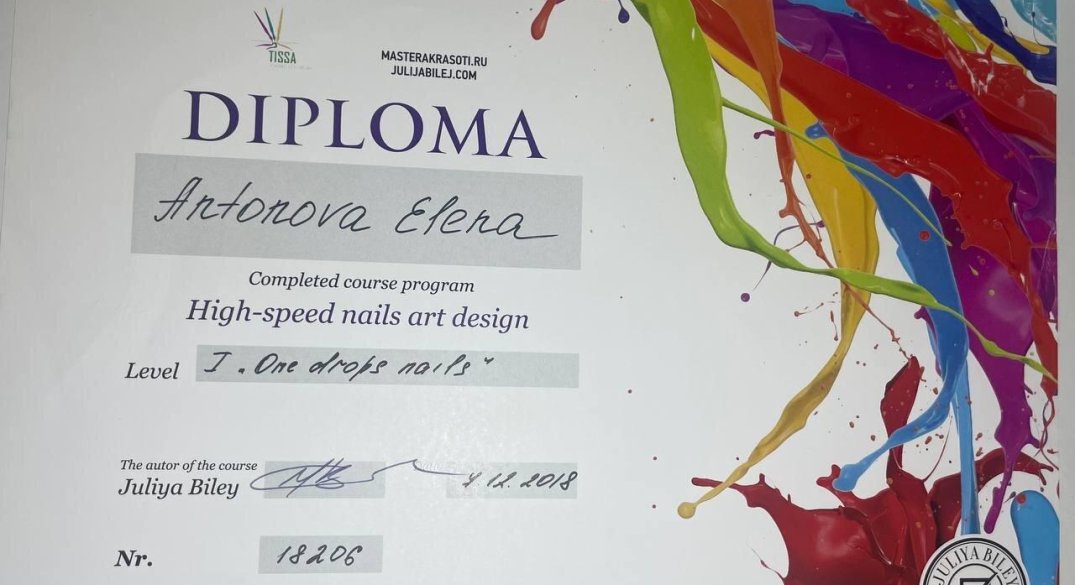 TISSA
MASTERAKRASOTI.RU
JULIJABILEJ.COM
DIPLOMA
Antonova Elena
Completed course program
High-speed nails art design
Level I „One drops nails“
The autor of the course
Juliya Biley 4.12.2018
Nr. 18206
JULIYA BILE